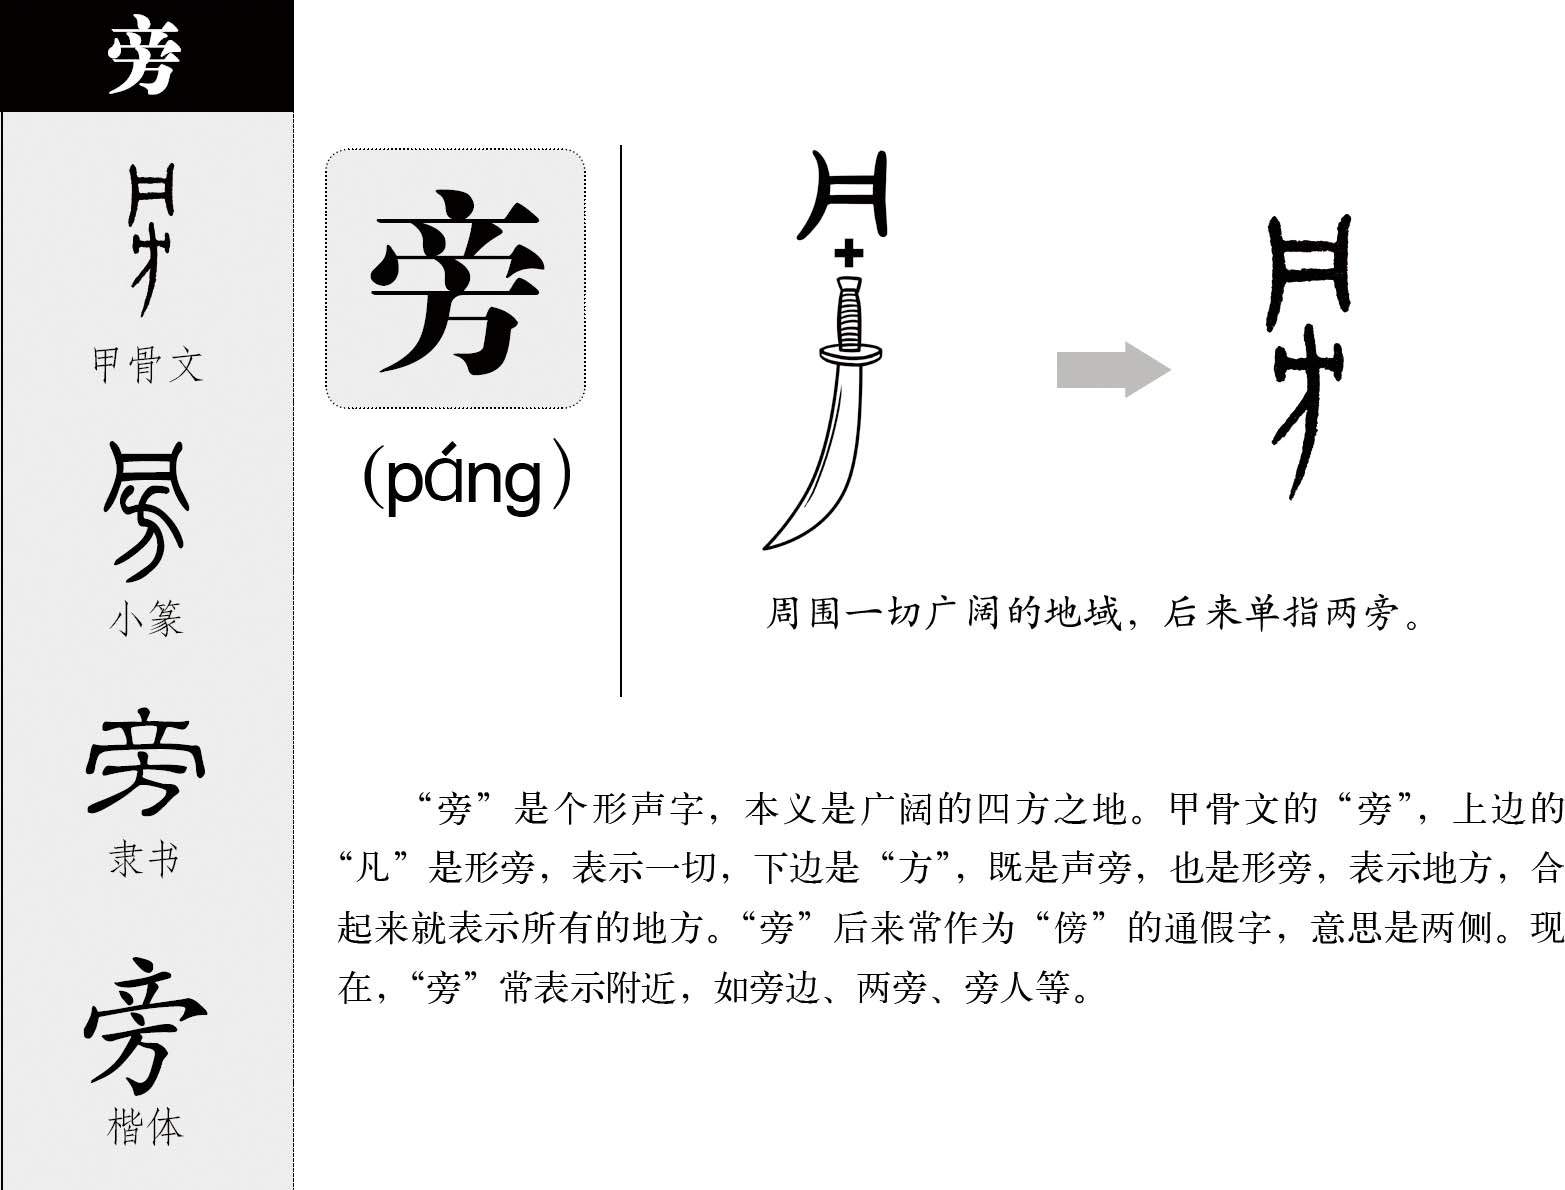 旁
甲骨文
小篆
旁
隶书
旁
楷体
旁
(páng)
+
周围一切广阔的地域，后来单指两旁。
“旁”是个形声字，本义是广阔的四方之地。甲骨文的“旁”，上边的
“凡”是形旁，表示一切，下边是“方”，既是声旁，也是形旁，表示地方，合
起来就表示所有的地方。“旁”后来常作为“傍”的通假字，意思是两侧。现
在，“旁”常表示附近，如旁边、两旁、旁人等。